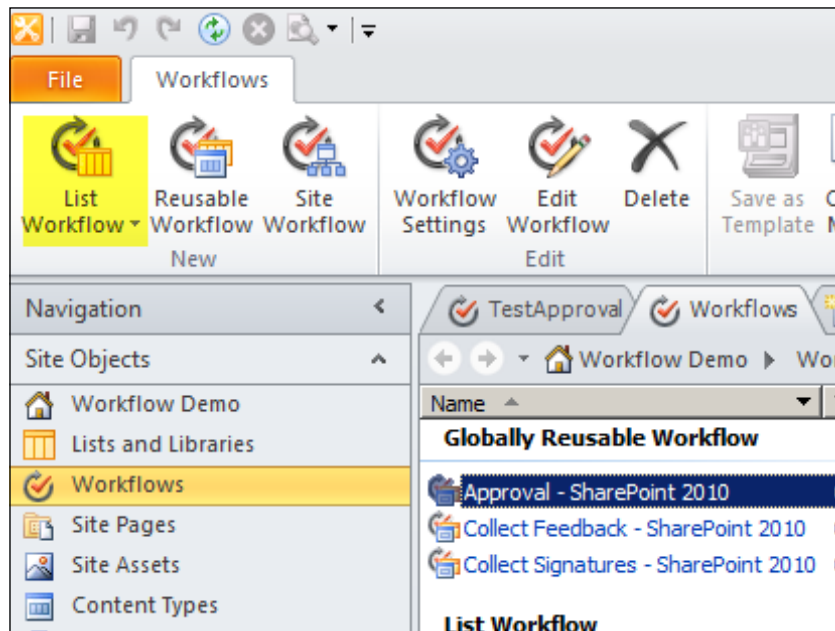 File Workflows
List Reusable Site Workflow Edit Delete Save as
Workflow Workflow Workflow Settings Workflow Template
New Edit
Navigation TestApproval Workflows
Site Objects Workflow Demo
Workflow Demo Name
Lists and Libraries Globally Reusable Workflow
Workflows Approval - SharePoint 2010
Site Pages Collect Feedback - SharePoint 2010
Site Assets Collect Signatures - SharePoint 2010
Content Types
List Workflow